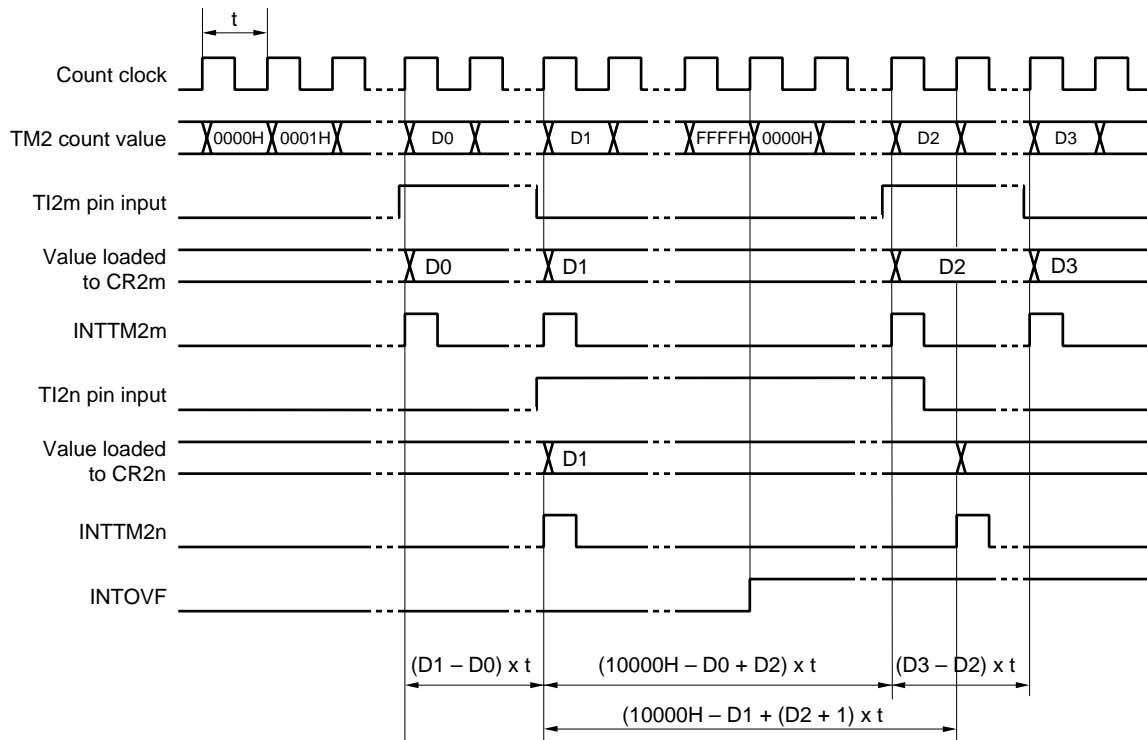 t
Count clock
TM2 count value
0000H 0001H D0 D1 FFFFH 0000H D2 D3
TI2m pin input
Value loaded
to CR2m
D0 D1 D2 D3
INTTM2m
TI2n pin input
Value loaded
to CR2n
D1
INTTM2n
INTOVF
(D1 – D0) x t (10000H – D0 + D2) x t (D3 – D2) x t
(10000H – D1 + (D2 + 1) x t